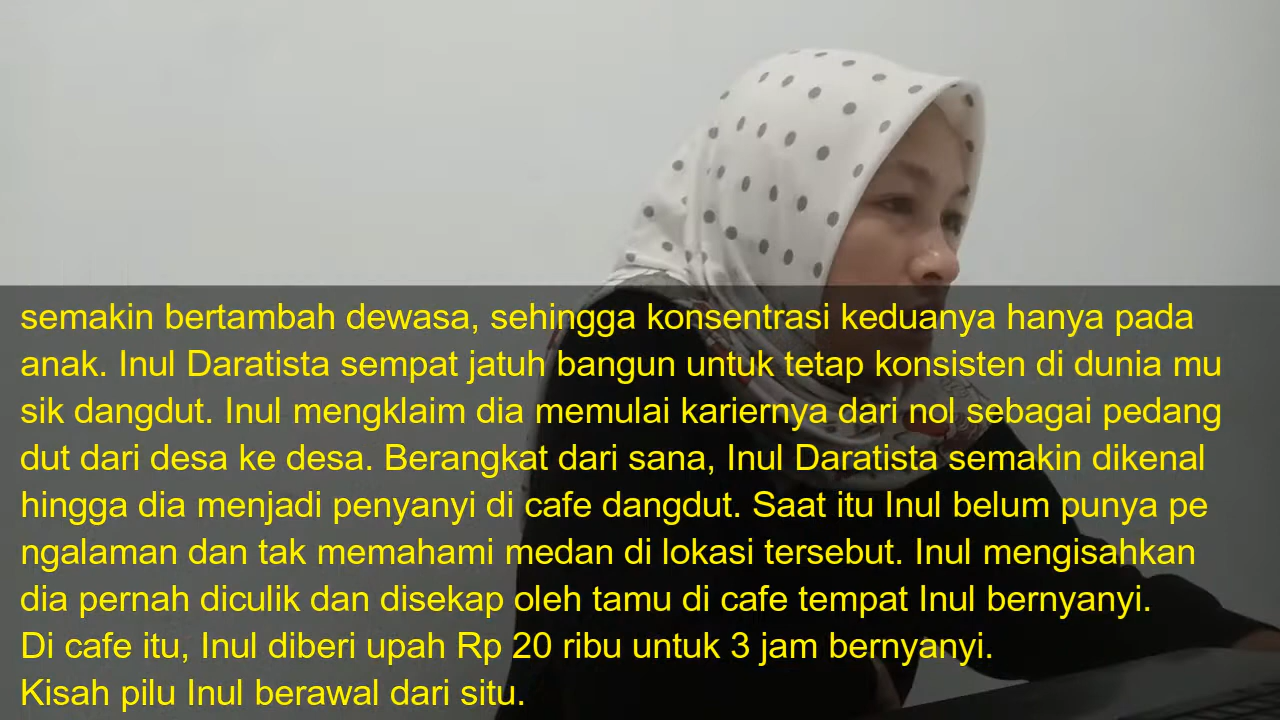 semakin bertambah dewasa, sehingga konsentrasi keduanya hanya pada
anak. Inul Daratista sempat jatuh bangun untuk tetap konsisten di dunia mu
sik dangdut. Inul mengklaim dia memulai kariernya dari nol sebagai pedang
dut dari desa ke desa. Berangkat dari sana, Inul Daratista semakin dikenal
hingga dia menjadi penyanyi di cafe dangdut. Saat itu Inul belum punya pe
ngalaman dan tak memahami medan di lokasi tersebut. Inul mengisahkan
dia pernah diculik dan disekap oleh tamu di cafe tempat Inul bernyanyi.
Di cafe itu, Inul diberi upah Rp 20 ribu untuk 3 jam bernyanyi.
Kisah pilu Inul berawal dari situ.